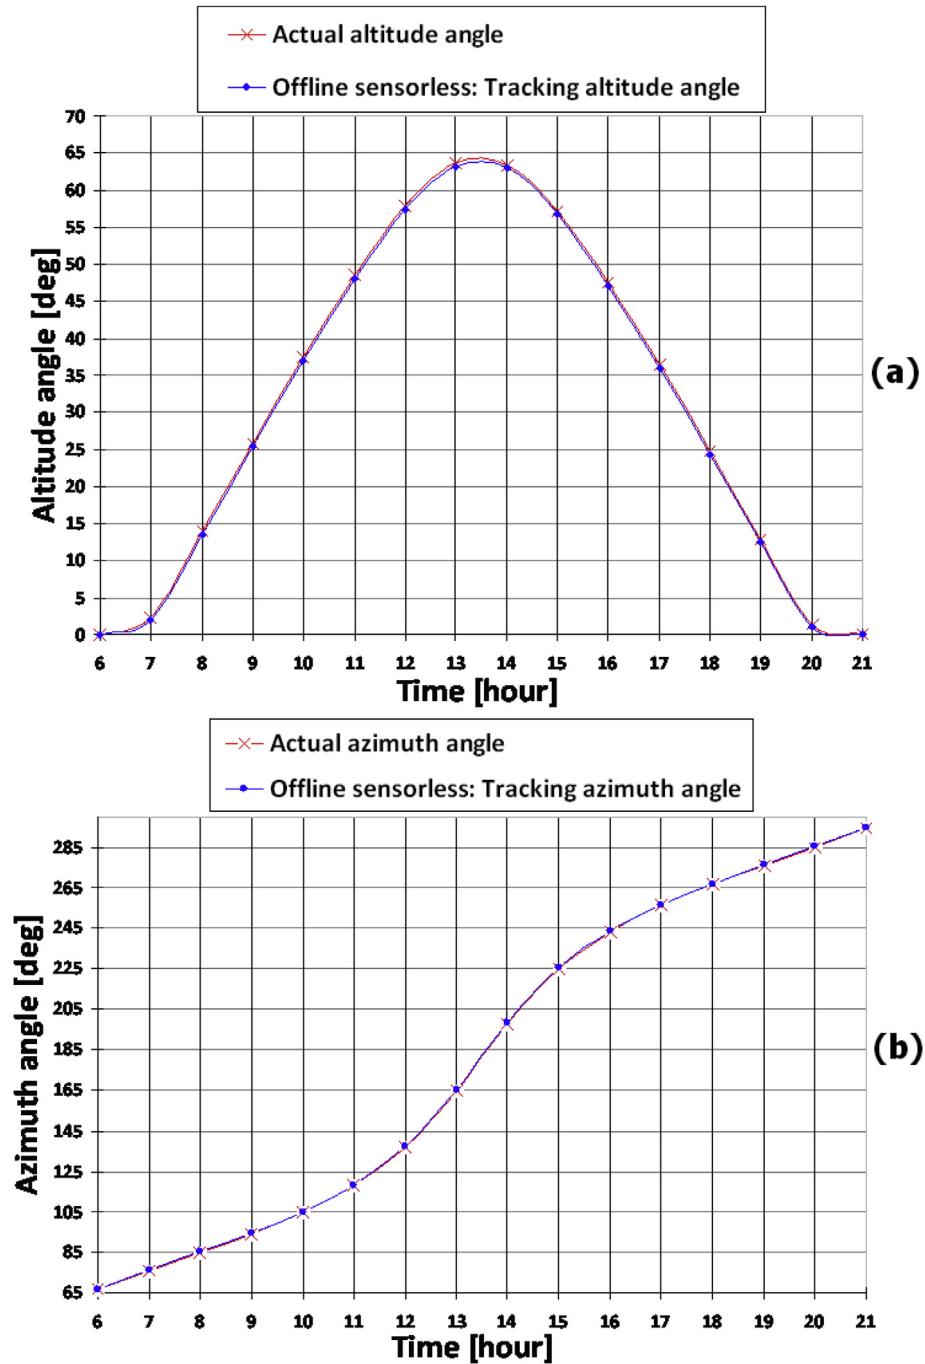 Actual altitude angle
Offline sensorless: Tracking altitude angle
70
65
60
55
50
45
40
35
30
25
20
15
10
5
0
Altitude angle [deg]
(a)
6 7 8 9 10 11 12 13 14 15 16 17 18 19 20 21
Time [hour]
Actual azimuth angle
Offline sensorless: Tracking azimuth angle
285
265
245
225
205
185
165
145
125
105
85
65
Azimuth angle [deg]
(b)
6 7 8 9 10 11 12 13 14 15 16 17 18 19 20 21
Time [hour]